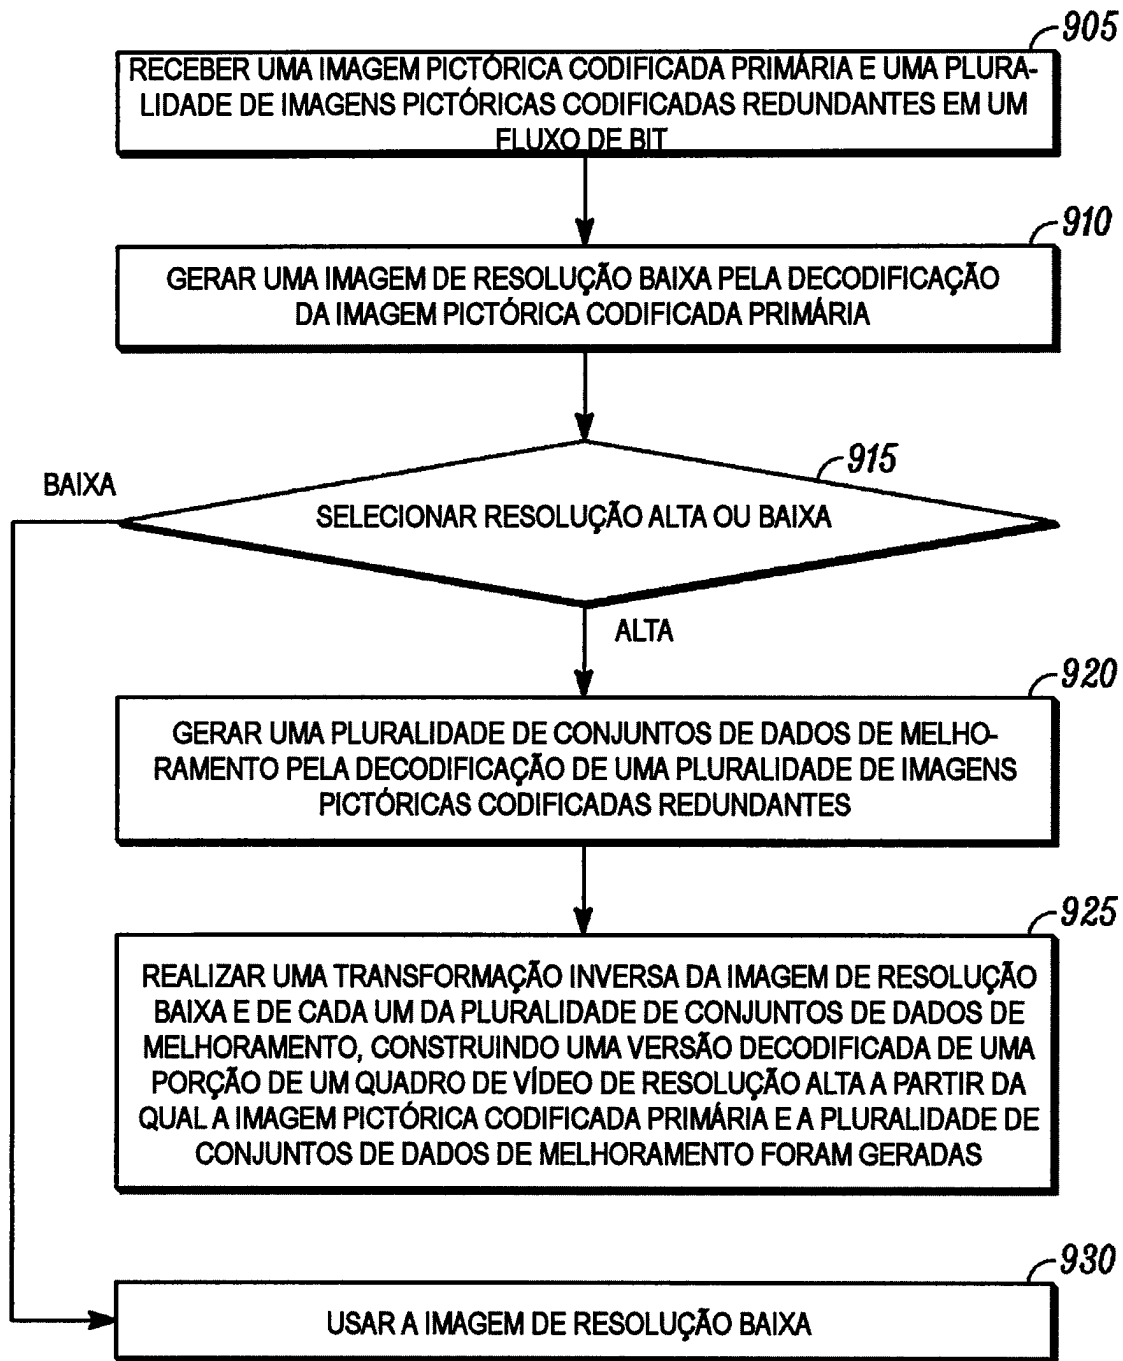 905
RECEBER UMA IMAGEM PICTÓRICA CODIFICADA PRIMÁRIA E UMA PLURA-
LIDADE DE IMAGENS PICTÓRICAS CODIFICADAS REDUNDANTES EM UM
FLUXO DE BIT
910
GERAR UMA IMAGEM DE RESOLUÇÃO BAIXA PELA DECODIFICAÇÃO
DA IMAGEM PICTÓRICA CODIFICADA PRIMÁRIA
915
BAIXA
SELECIONAR RESOLUÇÃO ALTA OU BAIXA
ALTA
920
GERAR UMA PLURALIDADE DE CONJUNTOS DE DADOS DE MELHO-
RAMENTO PELA DECODIFICAÇÃO DE UMA PLURALIDADE DE IMAGENS
PICTÓRICAS CODIFICADAS REDUNDANTES
925
REALIZAR UMA TRANSFORMAÇÃO INVERSA DA IMAGEM DE RESOLUÇÃO
BAIXA E DE CADA UM DA PLURALIDADE DE CONJUNTOS DE DADOS DE
MELHORAMENTO, CONSTRUINDO UMA VERSÃO DECODIFICADA DE UMA
PORÇÃO DE UM QUADRO DE VÍDEO DE RESOLUÇÃO ALTA A PARTIR DA
QUAL A IMAGEM PICTÓRICA CODIFICADA PRIMÁRIA E A PLURALIDADE DE
CONJUNTOS DE DADOS DE MELHORAMENTO FORAM GERADAS
930
USAR A IMAGEM DE RESOLUÇÃO BAIXA